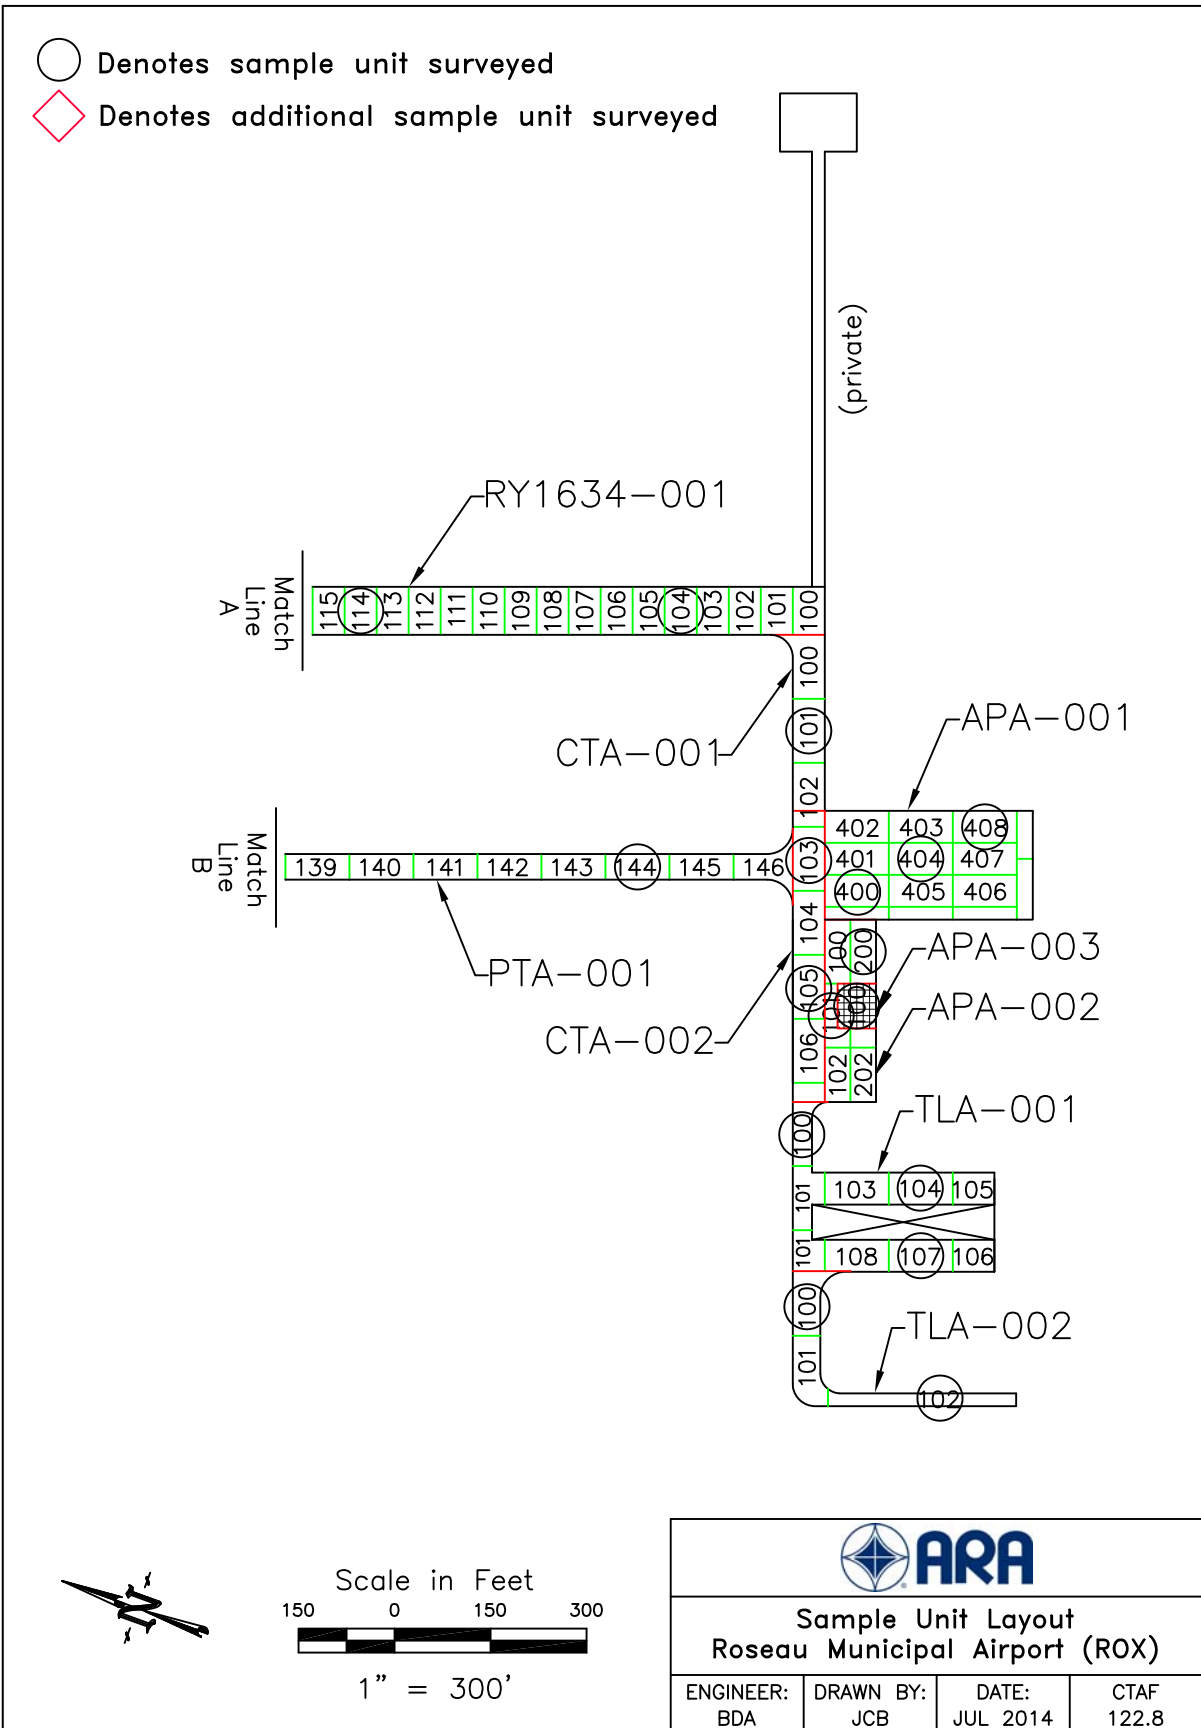 Denotes sample unit surveyed
Denotes additional sample unit surveyed
(private)
RY1634-001
Match
Line
A
115 114 113 112 111 110 109 108 107 106 105 104 103 102 101 100
100
101
102
CTA-001
APA-001
402 403 408
401 404 407
400 405 406
Match
Line
B
139 140 141 142 143 144 145 146
103
104
105
106
PTA-001
CTA-002
100 200
101 100
102 202
APA-003
APA-002
TLA-001
100
101
101
103 104 105
108 107 106
100
101
TLA-002
102
N
Scale in Feet
150 0 150 300
1" = 300'
ARA
Sample Unit Layout
Roseau Municipal Airport (ROX)
ENGINEER: DRAWN BY: DATE: CTAF
BDA JCB JUL 2014 122.8